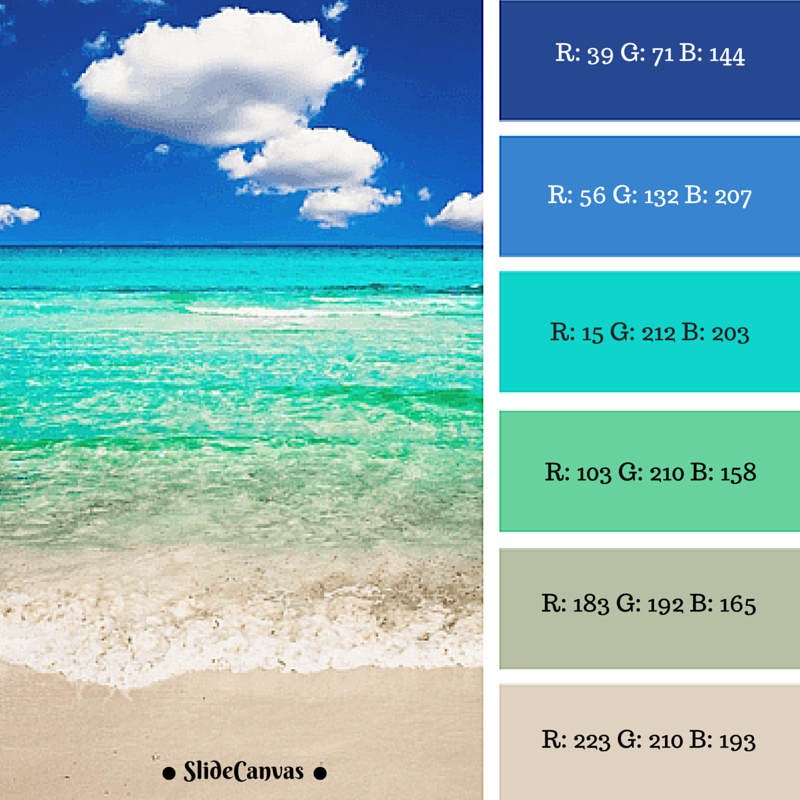 R: 39 G: 71 B: 144
R: 56 G: 132 B: 207
R: 15 G: 212 B: 203
R: 103 G: 210 B: 158
R: 183 G: 192 B: 165
R: 223 G: 210 B: 193
● SlideCanvas ●